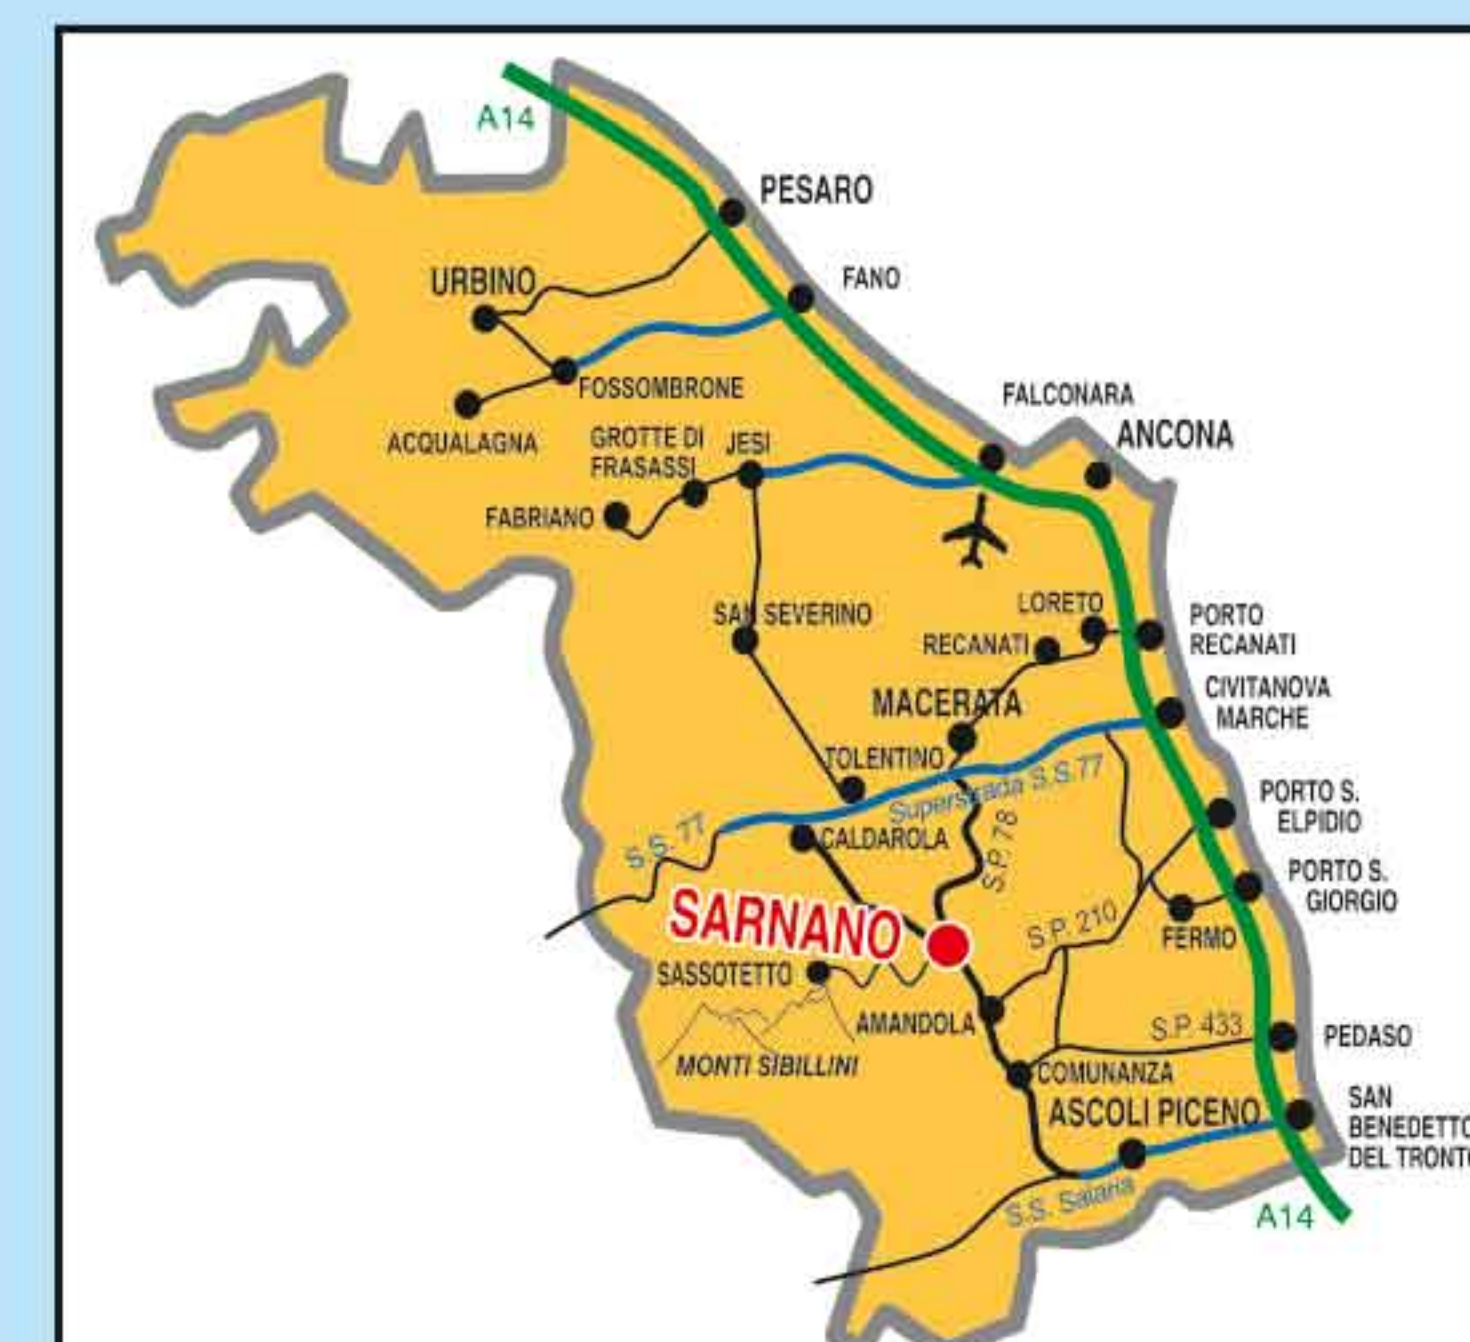 A14
PESARO
URBINO
FANO
FOSSOMBRONE
FALCONARA
ANCONA
ACQUALAGNA
GROTTE DI
FRASASSI
JESI
FABRIANO
SAN SEVERINO
LORETO
RECANATI
PORTO
RECANATI
MACERATA
CIVITANOVA
MARCHE
TOLENTINO
Superstrada S.S.77
PORTO S.
ELPIDIO
S.S. 77
CALDAROLA
S.P. 78
PORTO S.
GIORGIO
SARNANO
S.P. 210
FERMO
SASSOTETTO
AMANDOLA
S.P. 433
PEDASO
MONTI SIBILLINI
COMUNANZA
ASCOLI PICENO
SAN
BENEDETTO
DEL TRONTO
S.S. Salaria
A14